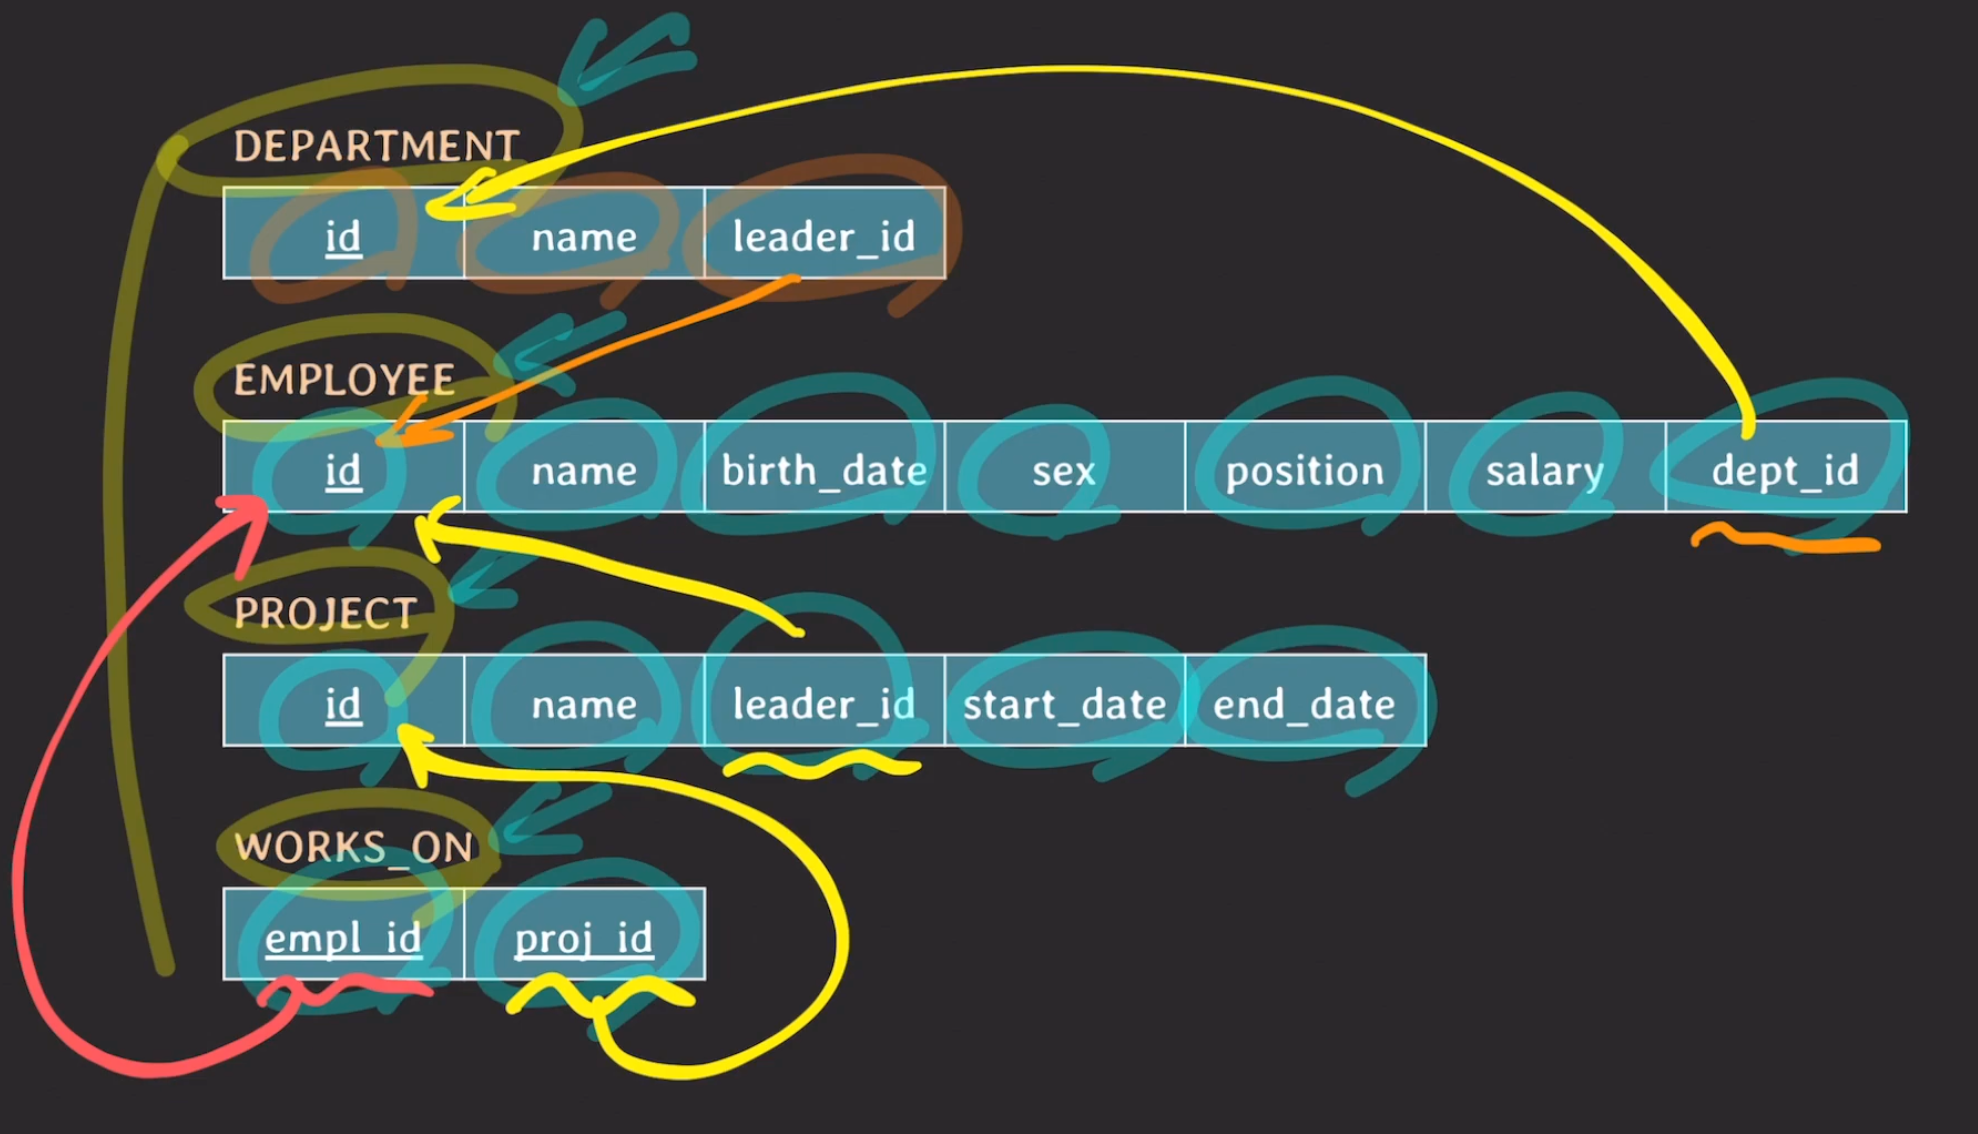 DEPARTMENT
id name leader_id
EMPLOYEE
id name birth_date sex position salary dept_id
PROJECT
id name leader_id start_date end_date
WORKS_ON
empl_id proj_id